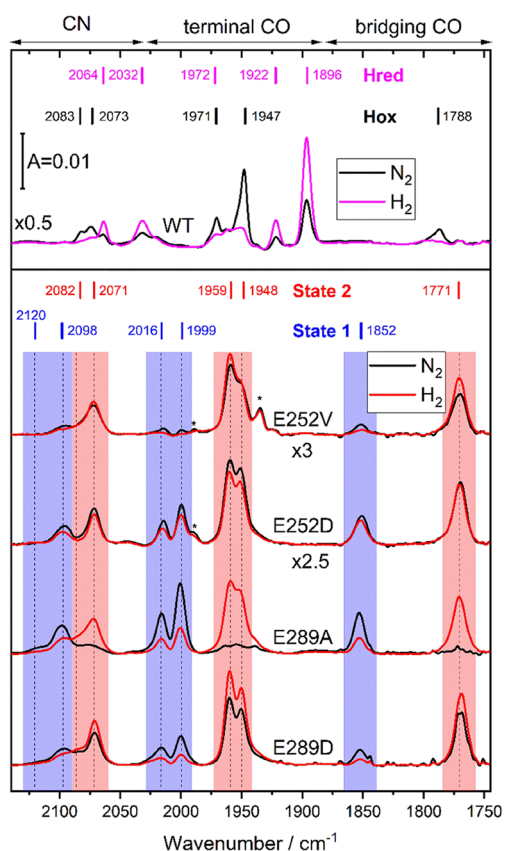 CN terminal CO bridging CO
2064 2032 1972 1922 1896 Hred
2083 2073 1971 1947 Hox 1788
A=0.01
N2
H2
x0.5 WT
2082 2071 1959 1948 State 2 1771
2120
2098 2016 1999 State 1 1852
N2
H2
* *
E252V
x3
*
E252D
x2.5
E289A
E289D
2100 2050 2000 1950 1900 1850 1800 1750
Wavenumber / cm-1